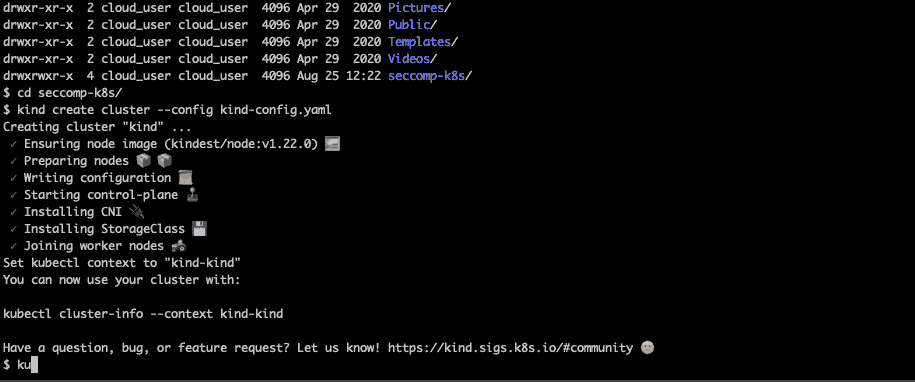 drwxr-xr-x  2 cloud_user cloud_user  4096 Apr 29  2020 Pictures/
drwxr-xr-x  2 cloud_user cloud_user  4096 Apr 29  2020 Public/
drwxr-xr-x  2 cloud_user cloud_user  4096 Apr 29  2020 Templates/
drwxr-xr-x  2 cloud_user cloud_user  4096 Apr 29  2020 Videos/
drwxrwxr-x  4 cloud_user cloud_user  4096 Aug 25 12:22 seccomp-k8s/
$ cd seccomp-k8s/
$ kind create cluster --config kind-config.yaml
Creating cluster "kind" ...
✓ Ensuring node image (kindest/node:v1.22.0) 🖼
✓ Preparing nodes 📦 📦
✓ Writing configuration 📜
✓ Starting control-plane 🕹
✓ Installing CNI 🔌
✓ Installing StorageClass 💾
✓ Joining worker nodes 🚜
Set kubectl context to "kind-kind"
You can now use your cluster with:

kubectl cluster-info --context kind-kind

Have a question, bug, or feature request? Let us know! https://kind.sigs.k8s.io/#community 🙂
$ ku